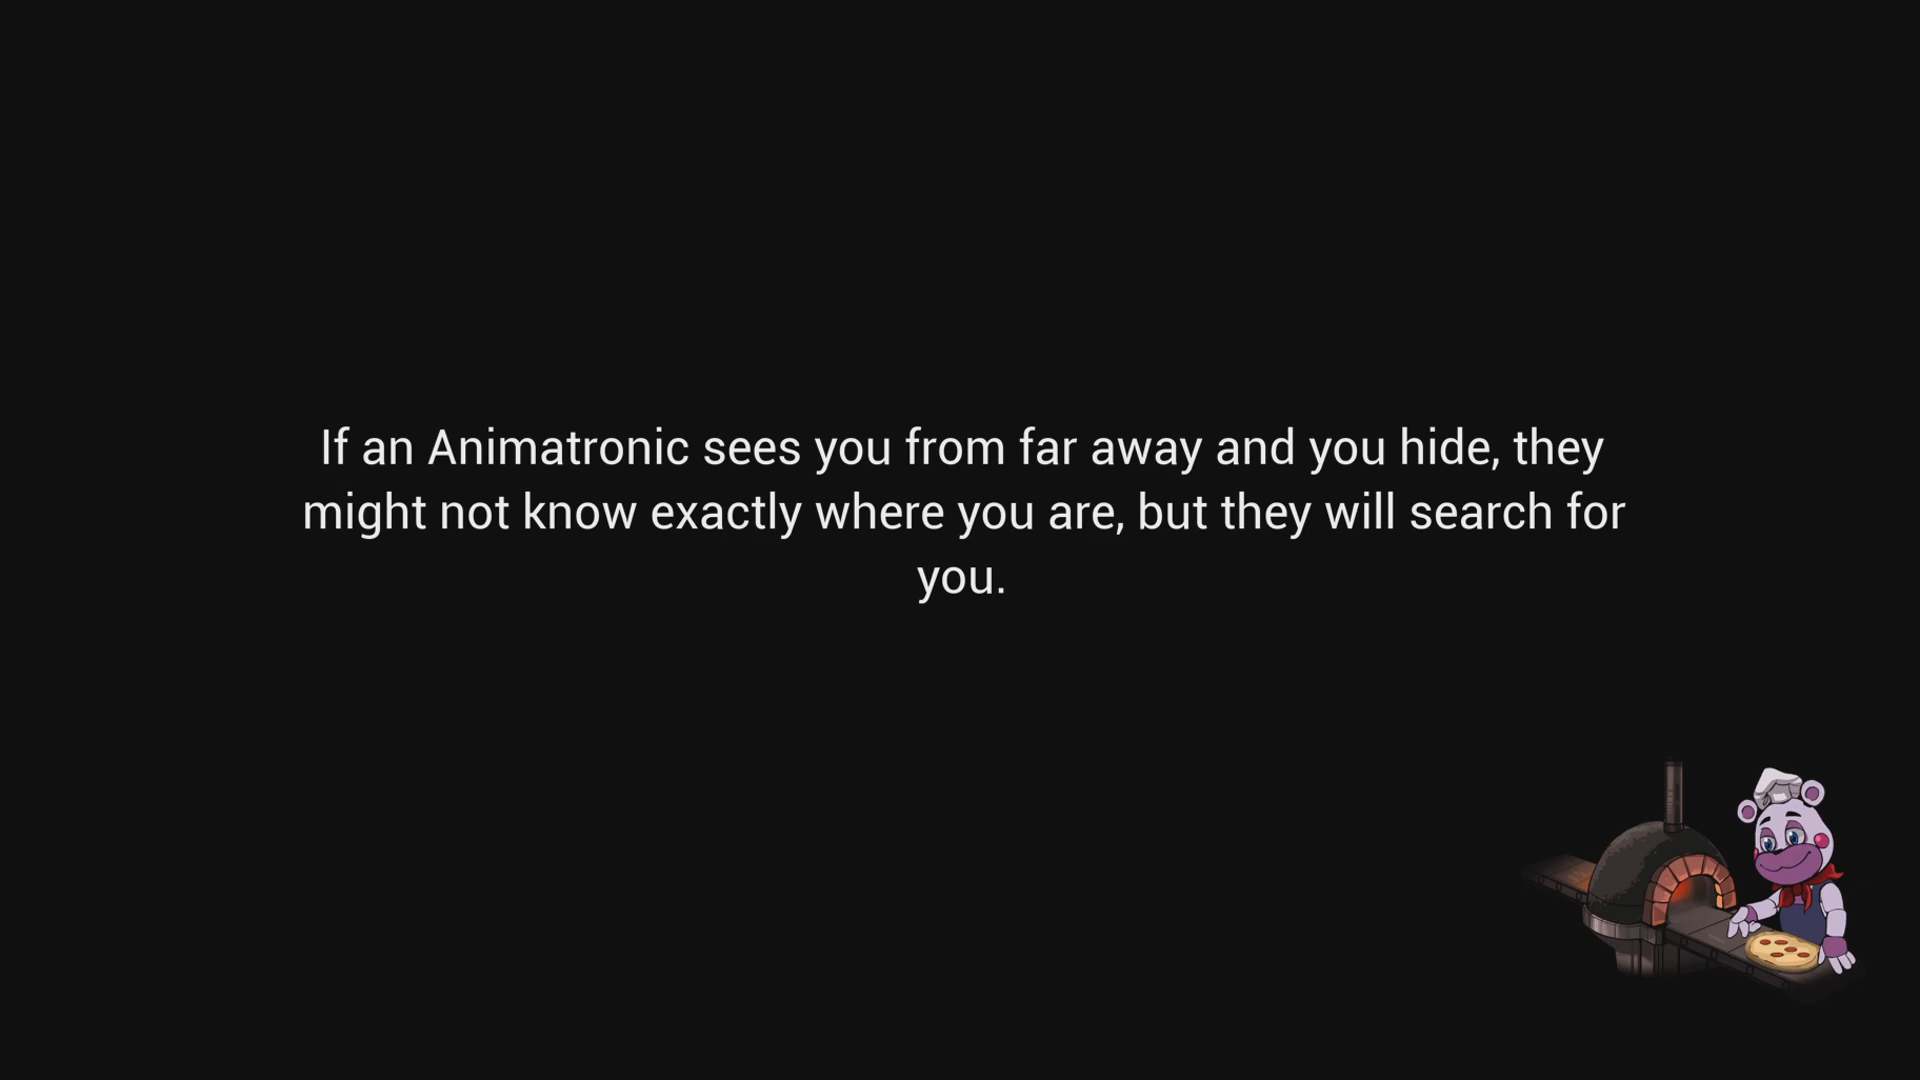 If an Animatronic sees you from far away and you hide, they
might not know exactly where you are, but they will search for
you.